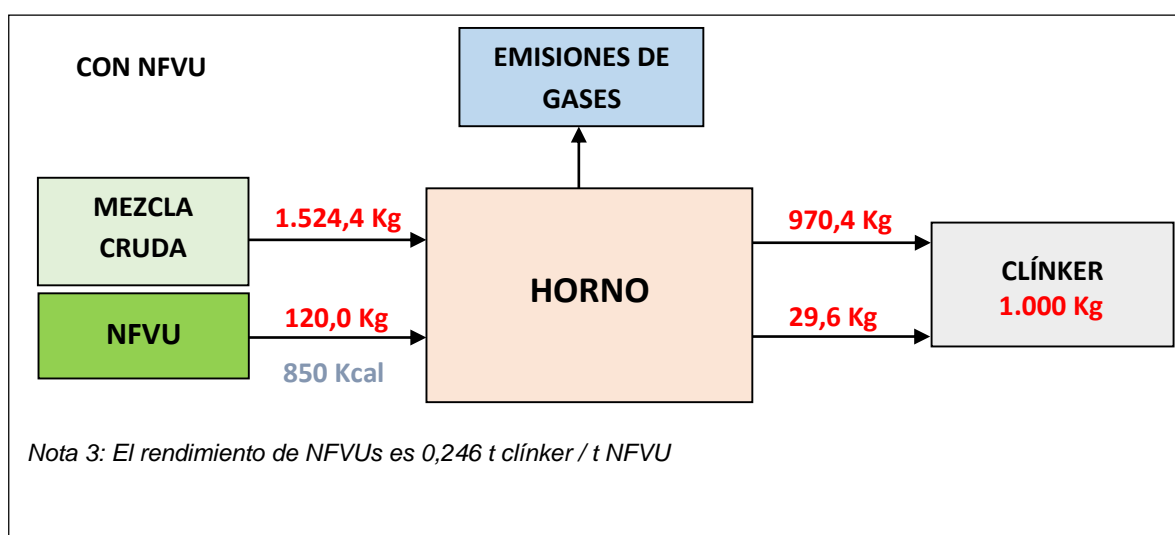 CON NFVU
EMISIONES DE
GASES
MEZCLA
CRUDA
1.524,4 Kg
NFVU
120,0 Kg
850 Kcal
HORNO
970,4 Kg
29,6 Kg
CLÍNKER
1.000 Kg
Nota 3: El rendimiento de NFVUs es 0,246 t clínker / t NFVU